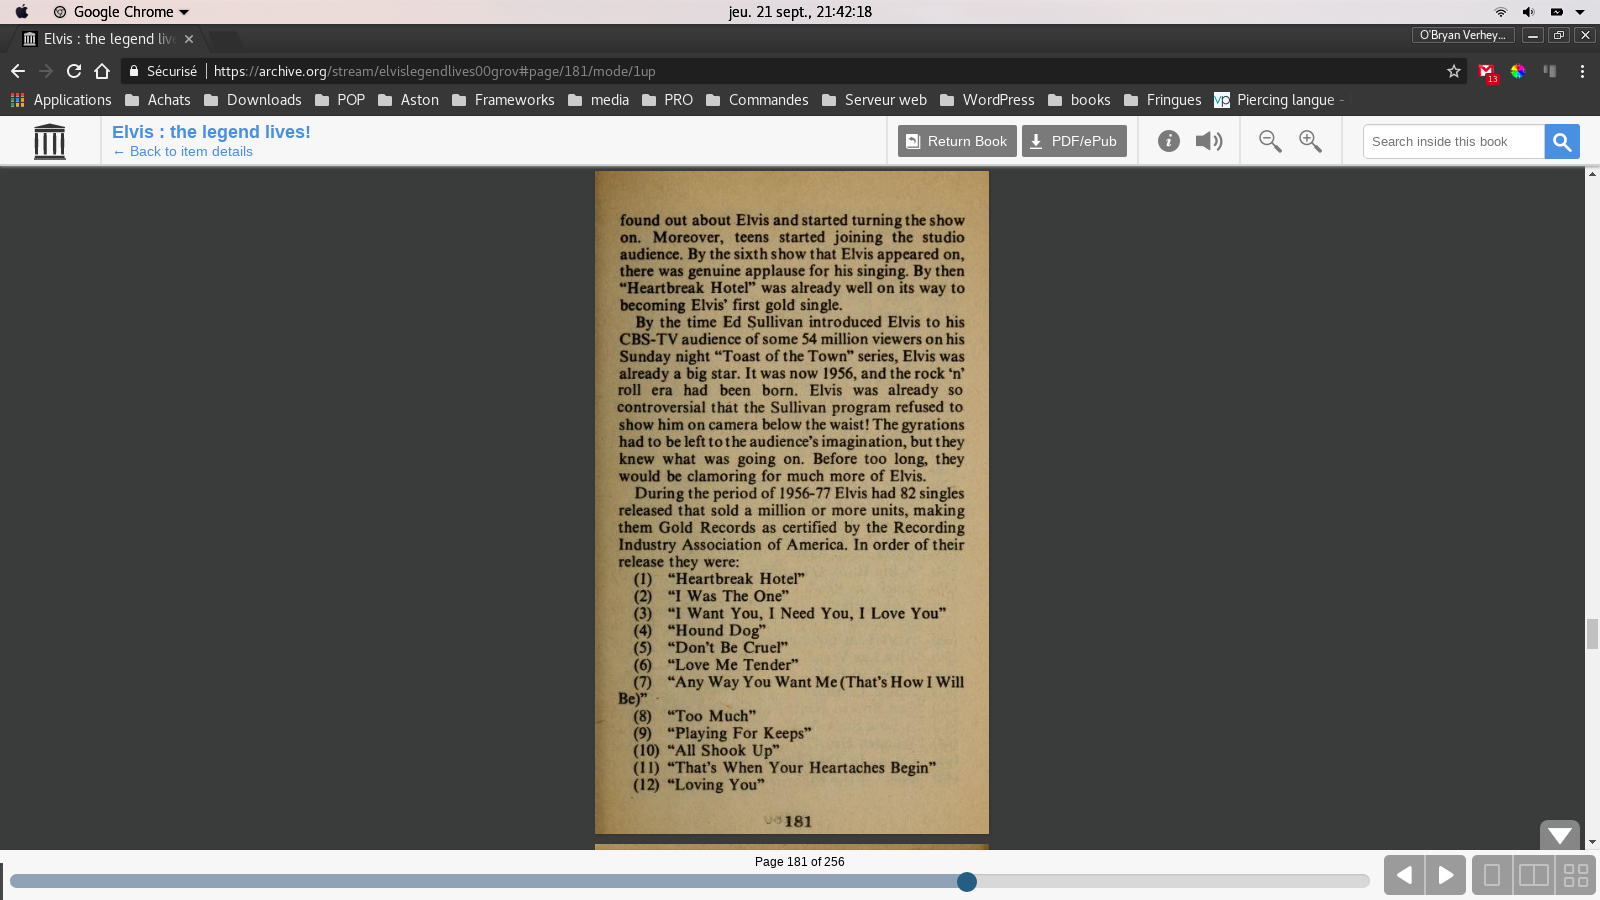 Google Chrome
jeu. 21 sept., 21:42:18
Elvis : the legend liv
O'Bryan Verhey...
Sécurisé
https://archive.org/stream/elvislegendlives00grov#page/181/mode/1up
13
Applications Achats Downloads POP Aston Frameworks media PRO Commandes Serveur web WordPress books Fringues vp Piercing langue -
Elvis : the legend lives!
← Back to item details
Return Book
PDF/ePub
Search inside this book
found out about Elvis and started turning the show
on. Moreover, teens started joining the studio
audience. By the sixth show that Elvis appeared on,
there was genuine applause for his singing. By then
“Heartbreak Hotel” was already well on its way to
becoming Elvis’ first gold single.
By the time Ed Sullivan introduced Elvis to his
CBS-TV audience of some 54 million viewers on his
Sunday night “Toast of the Town” series, Elvis was
already a big star. It was now 1956, and the rock ‘n’
roll era had been born. Elvis was already so
controversial that the Sullivan program refused to
show him on camera below the waist! The gyrations
had to be left to the audience’s imagination, but they
knew what was going on. Before too long, they
would be clamoring for much more of Elvis.
During the period of 1956-77 Elvis had 82 singles
released that sold a million or more units, making
them Gold Records as certified by the Recording
Industry Association of America. In order of their
release they were:
(1) “Heartbreak Hotel”
(2) “I Was The One”
(3) “I Want You, I Need You, I Love You”
(4) “Hound Dog”
(5) “Don’t Be Cruel”
(6) “Love Me Tender”
(7) “Any Way You Want Me (That’s How I Will
Be)”
(8) “Too Much”
(9) “Playing For Keeps”
(10) “All Shook Up”
(11) “That’s When Your Heartaches Begin”
(12) “Loving You”
181
Page 181 of 256